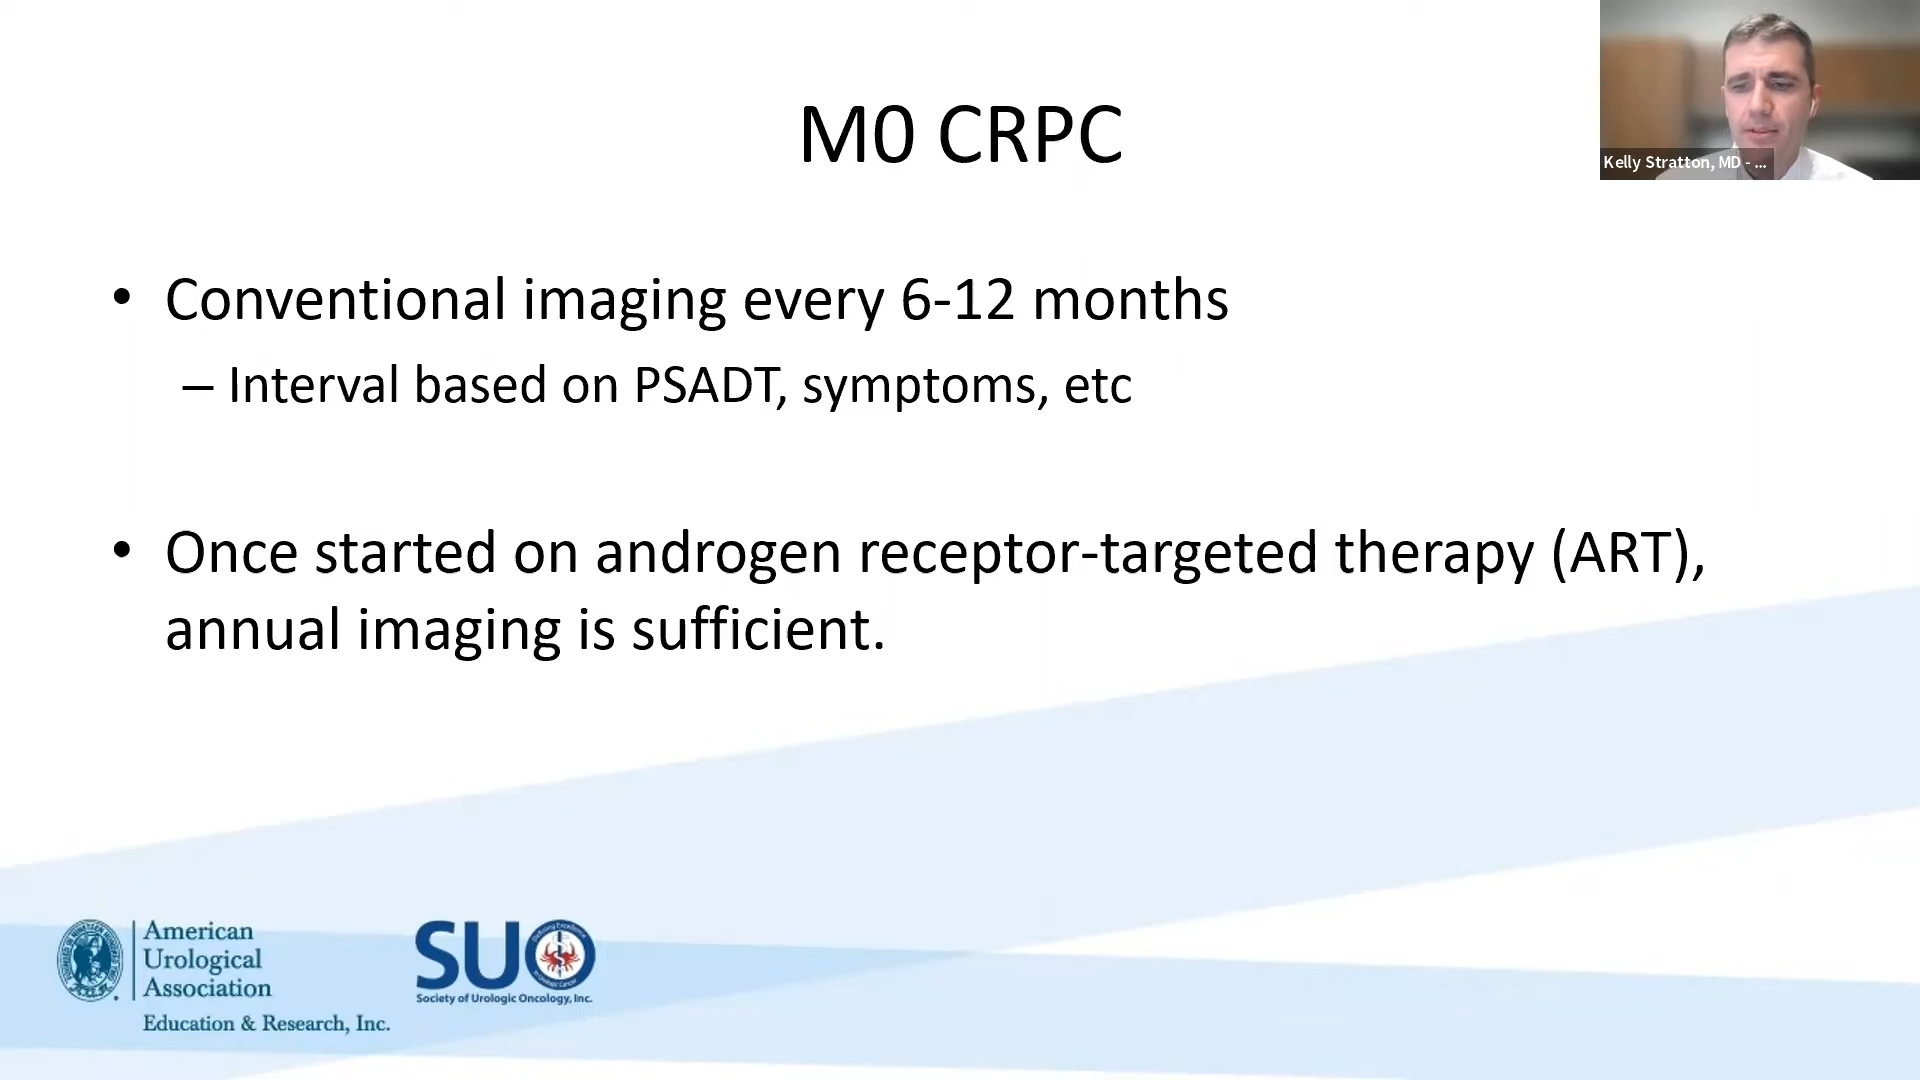 M0 CRPC
Kelly Stratton, MD - ...
• Conventional imaging every 6-12 months
– Interval based on PSADT, symptoms, etc
• Once started on androgen receptor-targeted therapy (ART),
annual imaging is sufficient.
American
Urological
Association
Education & Research, Inc.
SUO
Society of Urologic Oncology, Inc.